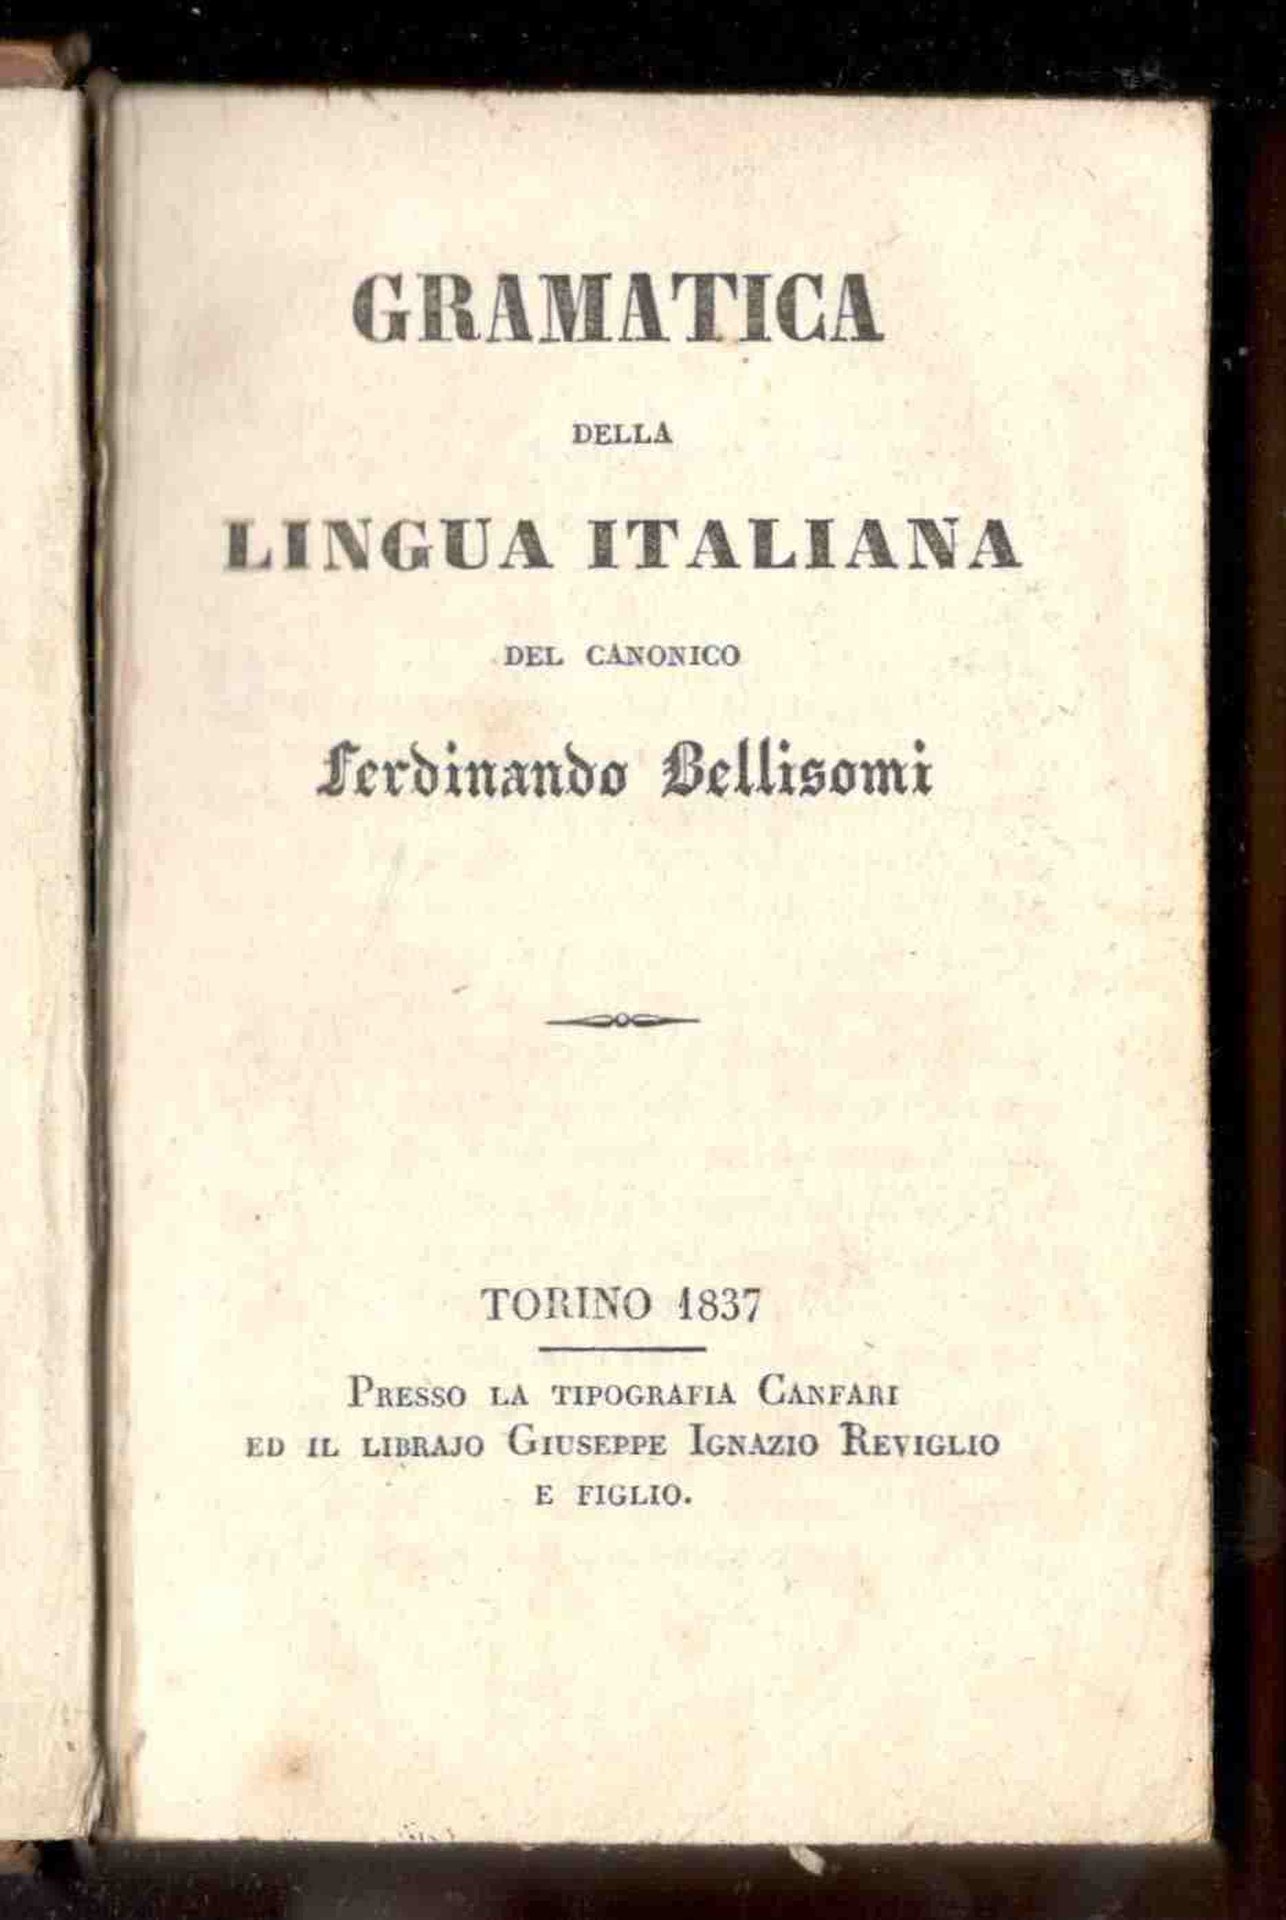 GRAMATICA
DELLA
LINGUA ITALIANA
DEL CANONICO
Ferdinando Bellisomi
TORINO 1837
PRESSO LA TIPOGRAFIA CANFARI
ED IL LIBRAJO GIUSEPPE IGNAZIO REVIGLIO
E FIGLIO.